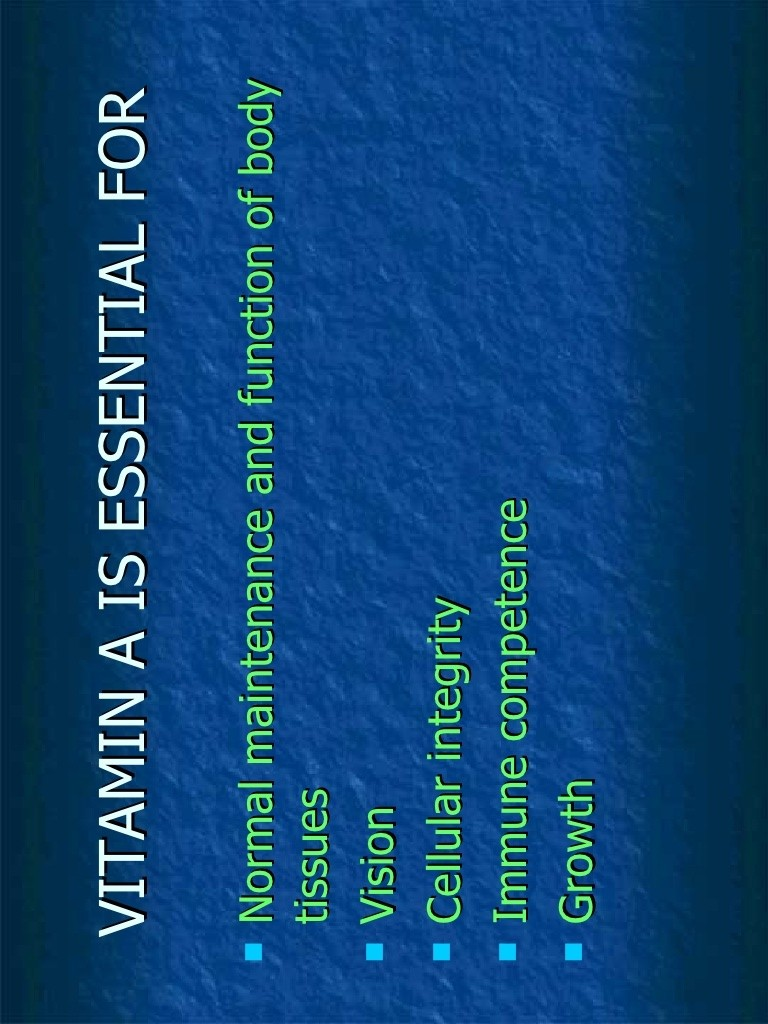 VITAMIN A IS ESSENTIAL FOR
Normal maintenance and function of body
tissues
Vision
Cellular integrity
Immune competence
Growth